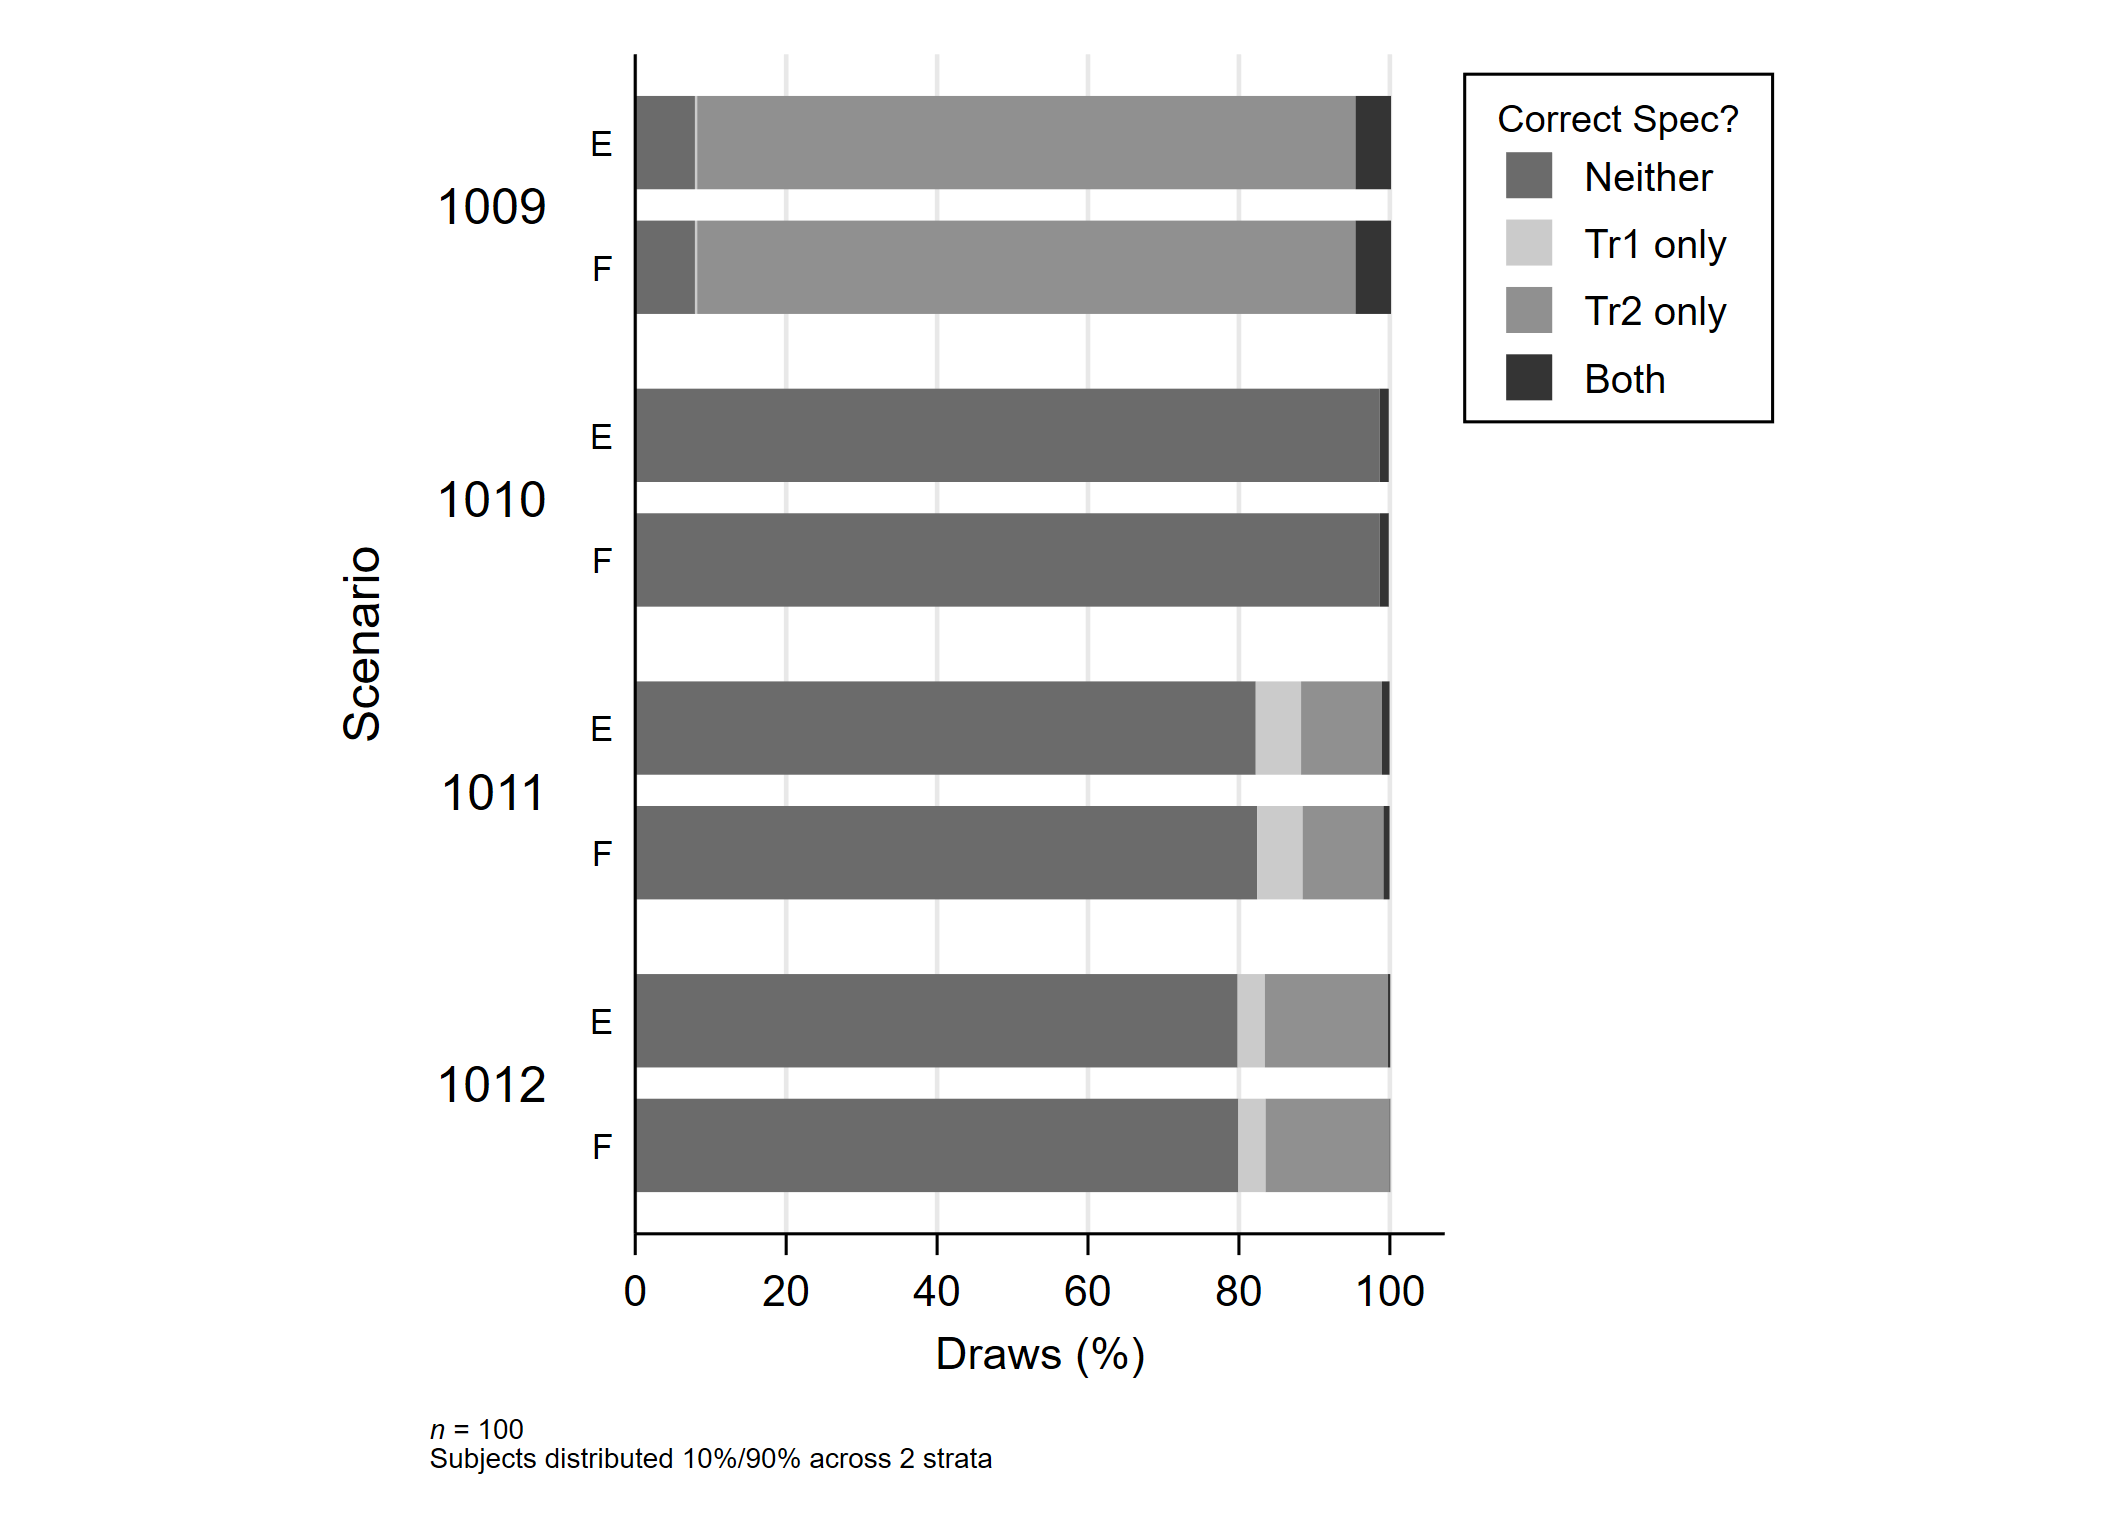 Correct Spec?
Neither
Tr1 only
Tr2 only
Both
Scenario
1009
E
F
1010
E
F
1011
E
F
1012
E
F
0 20 40 60 80 100
Draws (%)
n = 100
Subjects distributed 10%/90% across 2 strata